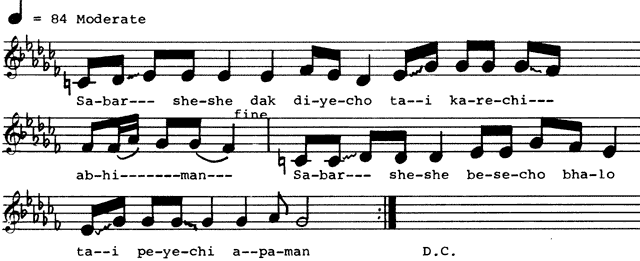 = 84 Moderate
Sa-bar--- she-she dak di-ye-cho ta--i ka-re-chi---
fine
ab-hi-------man--- Sa-bar--- she-she be-se-cho bha-lo
ta--i pe-ye-chi a--pa-man D.C.